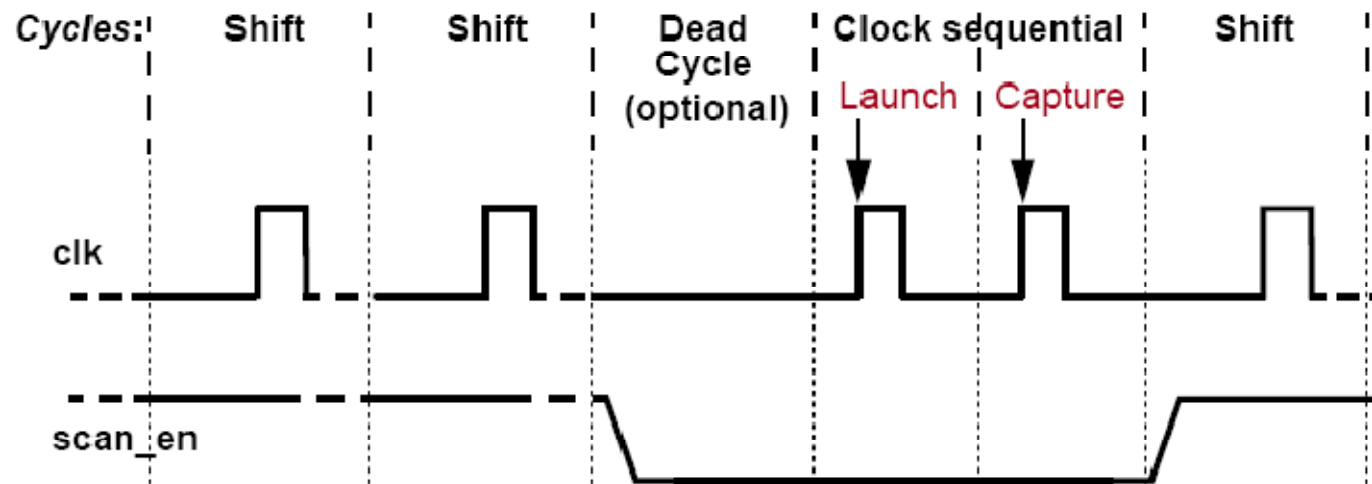 Cycles: Shift Shift Dead Clock sequential Shift
Cycle
(optional) Launch Capture
clk
scan_en